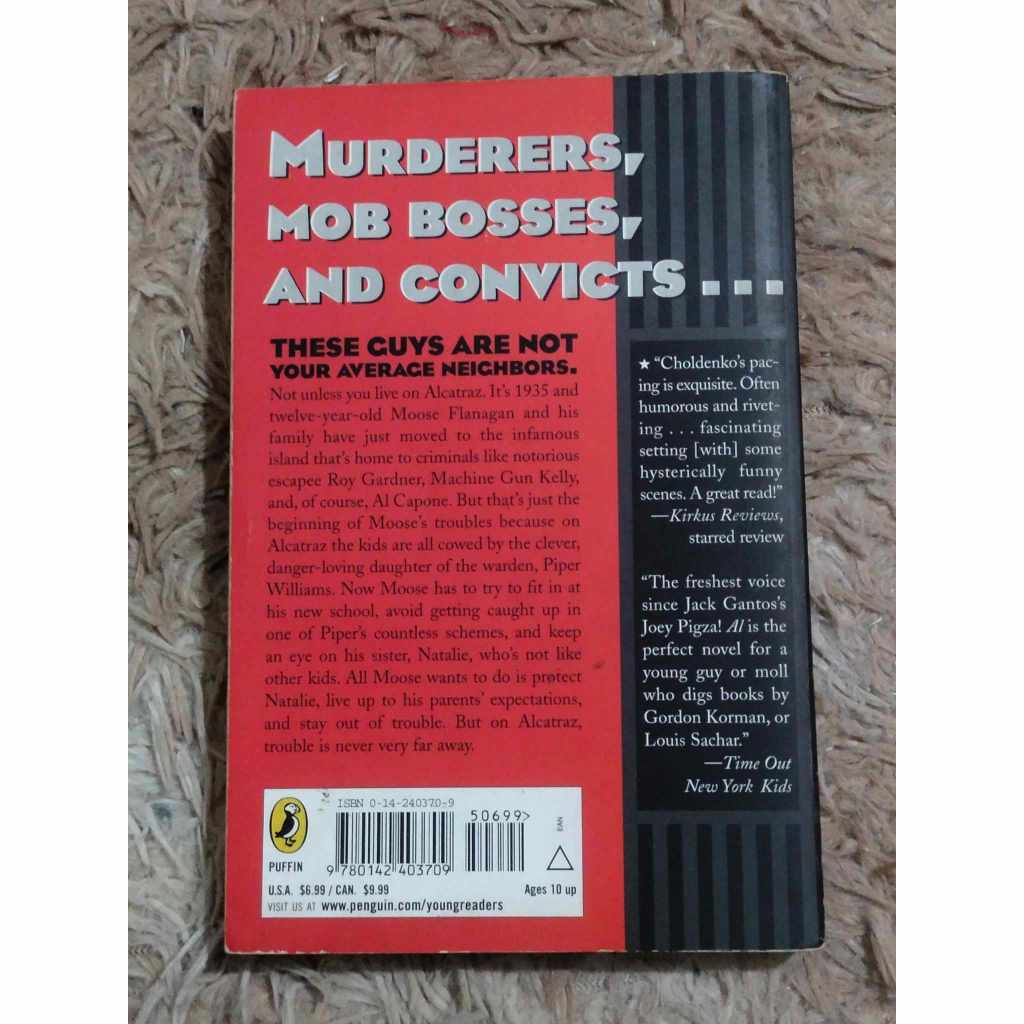 MURDERERS,
MOB BOSSES,
AND CONVICTS . . .
THESE GUYS ARE NOT
YOUR AVERAGE NEIGHBORS.
Not unless you live on Alcatraz. It's 1935 and
twelve-year-old Moose Flanagan and his
family have just moved to the infamous
island that's home to criminals like notorious
escapee Roy Gardner, Machine Gun Kelly,
and, of course, Al Capone. But that's just the
beginning of Moose's troubles because on
Alcatraz the kids are all cowed by the clever,
danger-loving daughter of the warden, Piper
Williams. Now Moose has to try to fit in at
his new school, avoid getting caught up in
one of Piper's countless schemes, and keep
an eye on his sister, Natalie, who's not like
other kids. All Moose wants to do is protect
Natalie, live up to his parents' expectations,
and stay out of trouble. But on Alcatraz,
trouble is never very far away.
★ "Choldenko's pac-
ing is exquisite. Often
humorous and rivet-
ing . . . fascinating
setting [with] some
hysterically funny
scenes. A great read!"
—Kirkus Reviews,
starred review
"The freshest voice
since Jack Gantos's
Joey Pigza! Al is the
perfect novel for a
young guy or moll
who digs books by
Gordon Korman, or
Louis Sachar."
—Time Out
New York Kids
ISBN 0-14-240370-9
50699>
EAN
PUFFIN
9 780142 403709
U.S.A. $6.99 / CAN. $9.99
Ages 10 up
VISIT US AT www.penguin.com/youngreaders